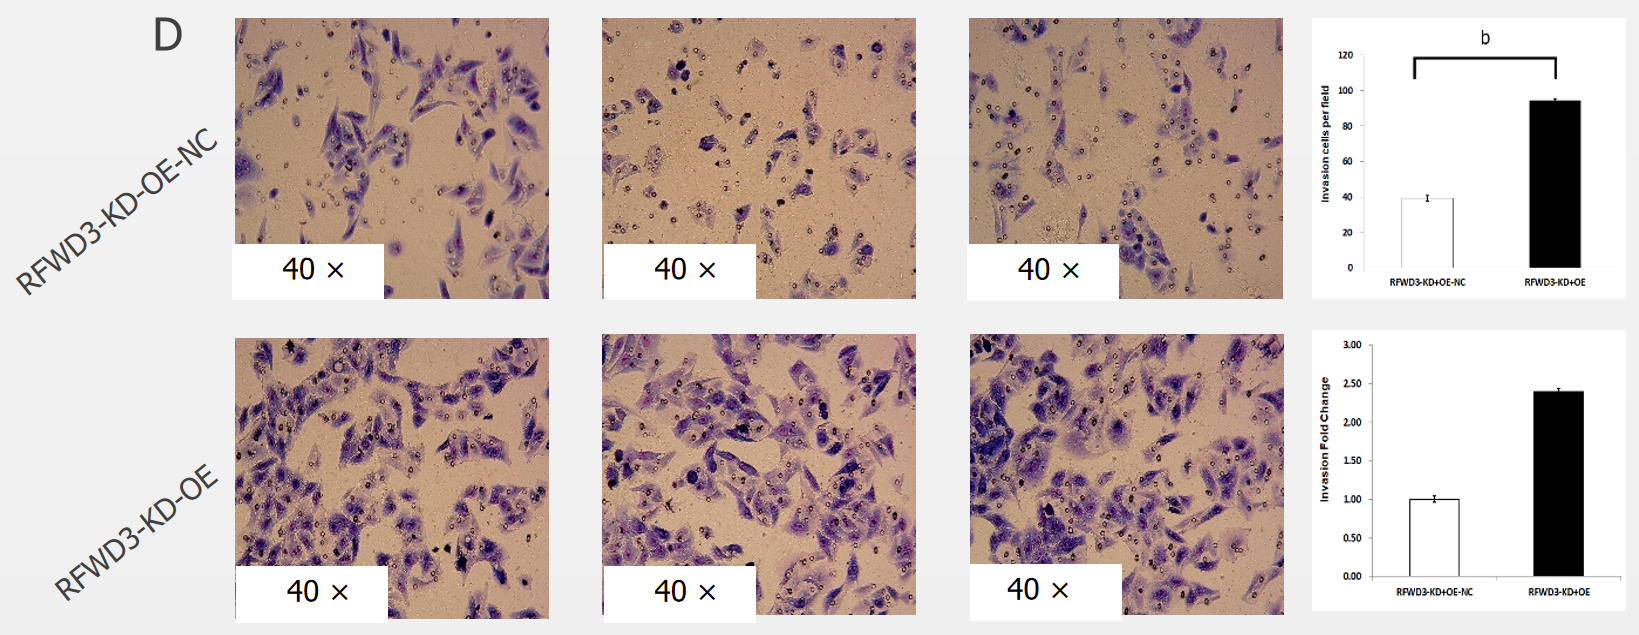 D
RFWD3-KD-OE-NC
40 ×
40 ×
40 ×
b
Invasion cells per field
120
100
80
60
40
20
0
RFWD3-KD+OE-NC
RFWD3-KD+OE
RFWD3-KD-OE
40 ×
40 ×
40 ×
Invasion Fold Change
3.00
2.50
2.00
1.50
1.00
0.50
0.00
RFWD3-KD+OE-NC
RFWD3-KD+OE